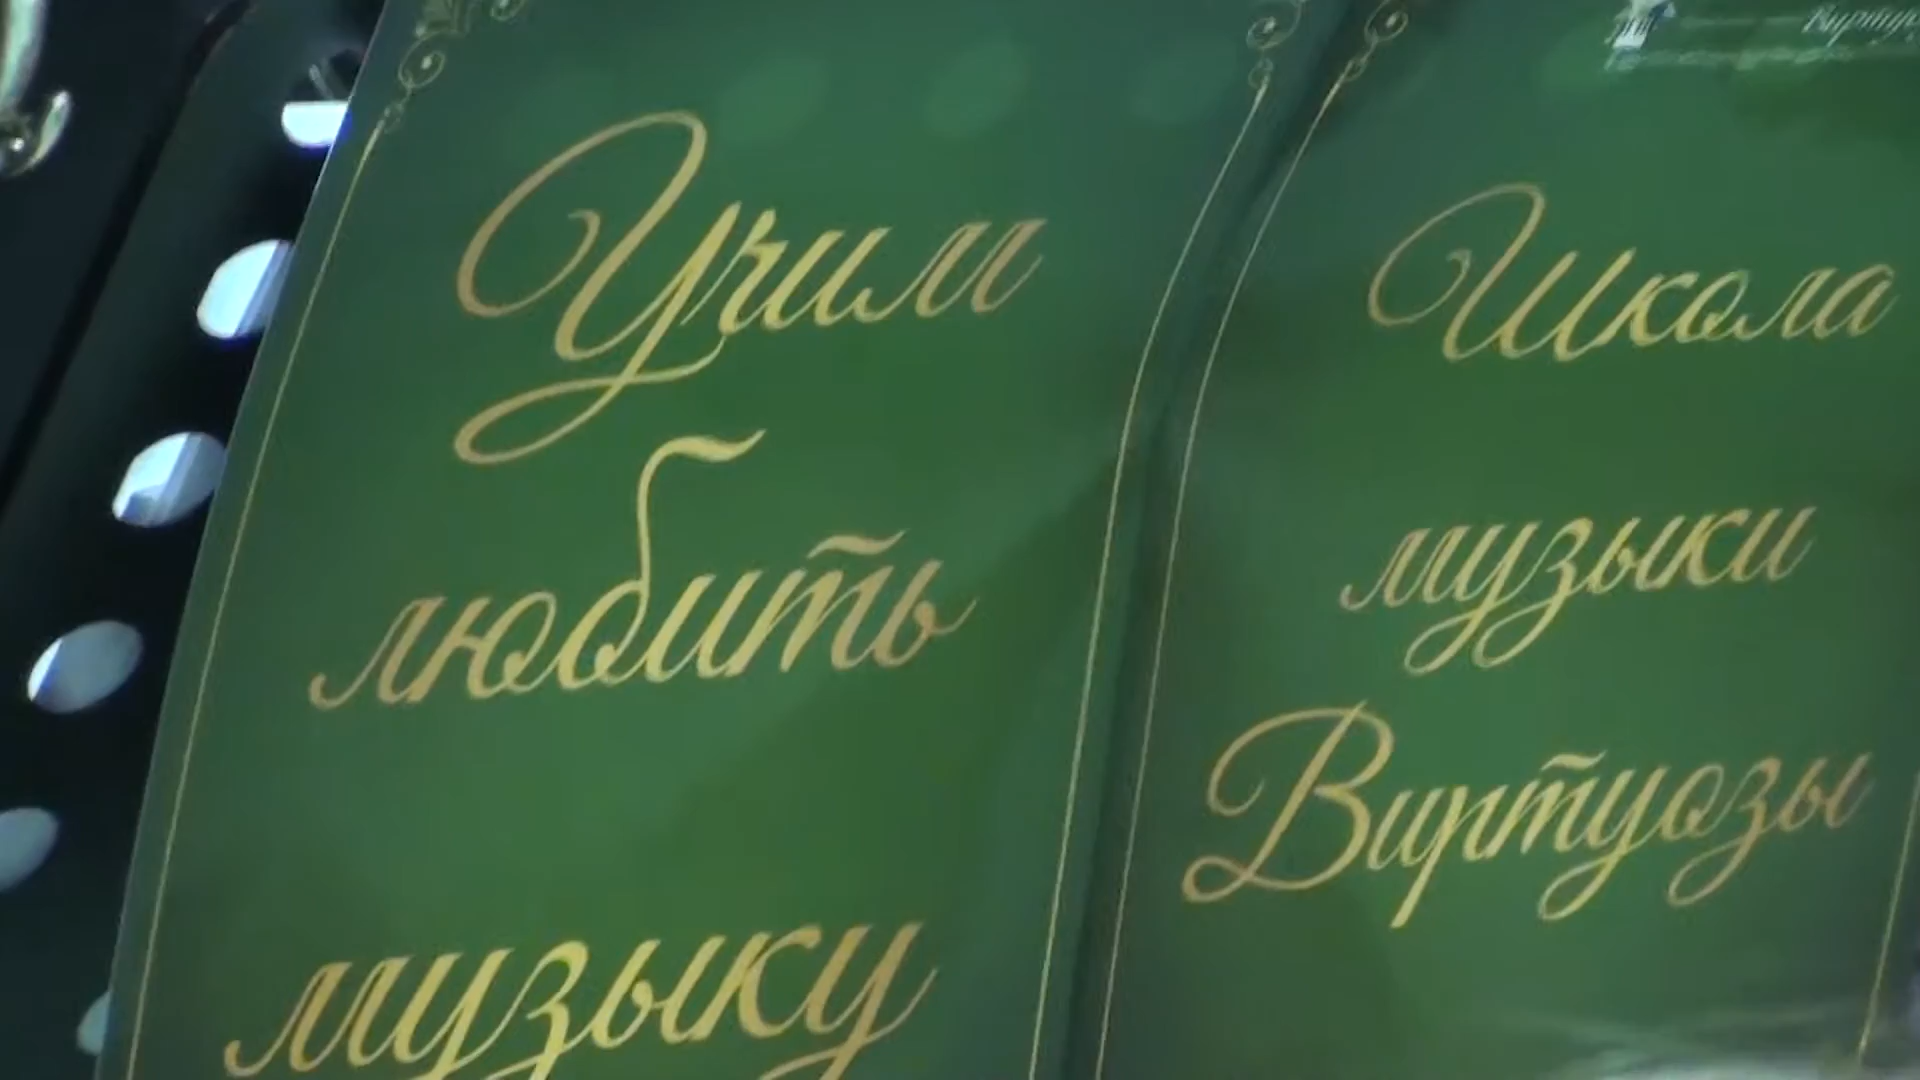 Учим
любить
музыку
Школа
музыки
Виртуозы